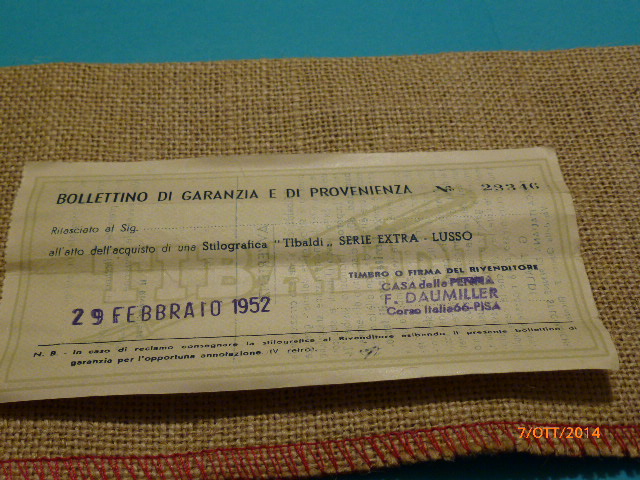 BOLLETTINO DI GARANZIA E DI PROVENIENZA N° 23346
Rilasciato al Sig.
all'atto dell'acquisto di una Stilografica "Tibaldi„ SERIE EXTRA - LUSSO
TIBALDI
TIMBRO O FIRMA DEL RIVENDITORE
CASA della PENNA
F. DAUMILLER
Corso Italia 66-PISA
29 FEBBRAIO 1952
N. B. - In caso di reclamo consegnare la stilografica al Rivenditore esibendo il presente bollettino di
garanzia per l'opportuna annotazione (V retro).
7/OTT/2014